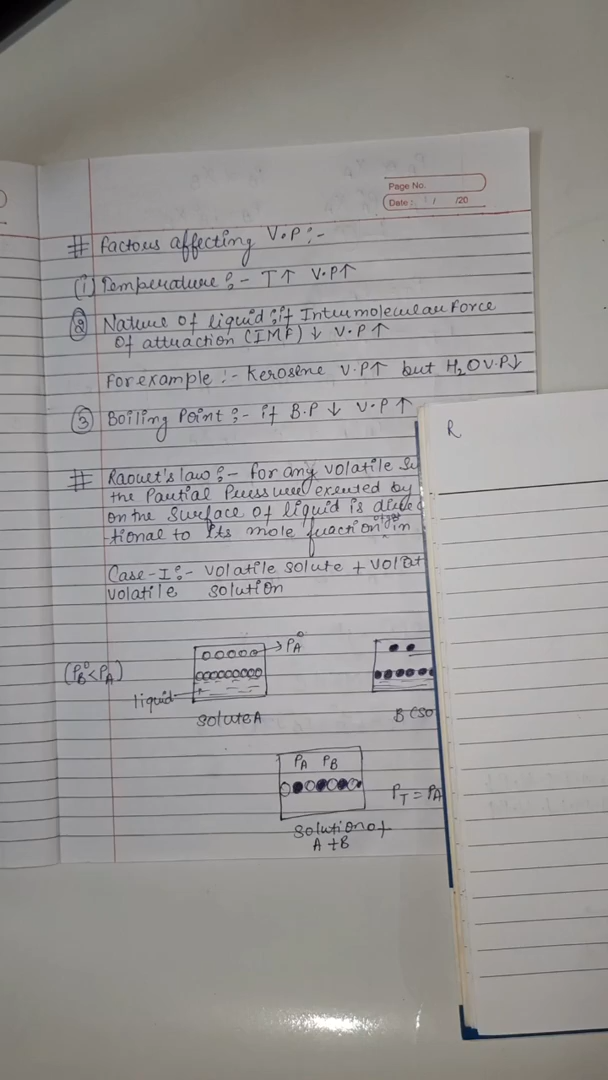 Page No.
Date : / /20
# Factors affecting V.P :-
(1) Temperature :- T↑ V.P↑
(2) Nature of liquid :- if Intermolecular Force
of attraction (IMF) ↓ V.P ↑
For example :- Kerosene V.P↑ but H₂O V.P↓
(3) Boiling Point :- if B.P ↓ V.P ↑
R
# Raoult's law :- For any volatile
the Partial Pressure exerted by
on the Surface of liquid is
-tional to Its mole fraction in
Case-I :- volatile solute +
volatile solution
(P°B < PA)
P°A
liquid
solute A
B (
PA PB
PT = PA
solution of
A + B